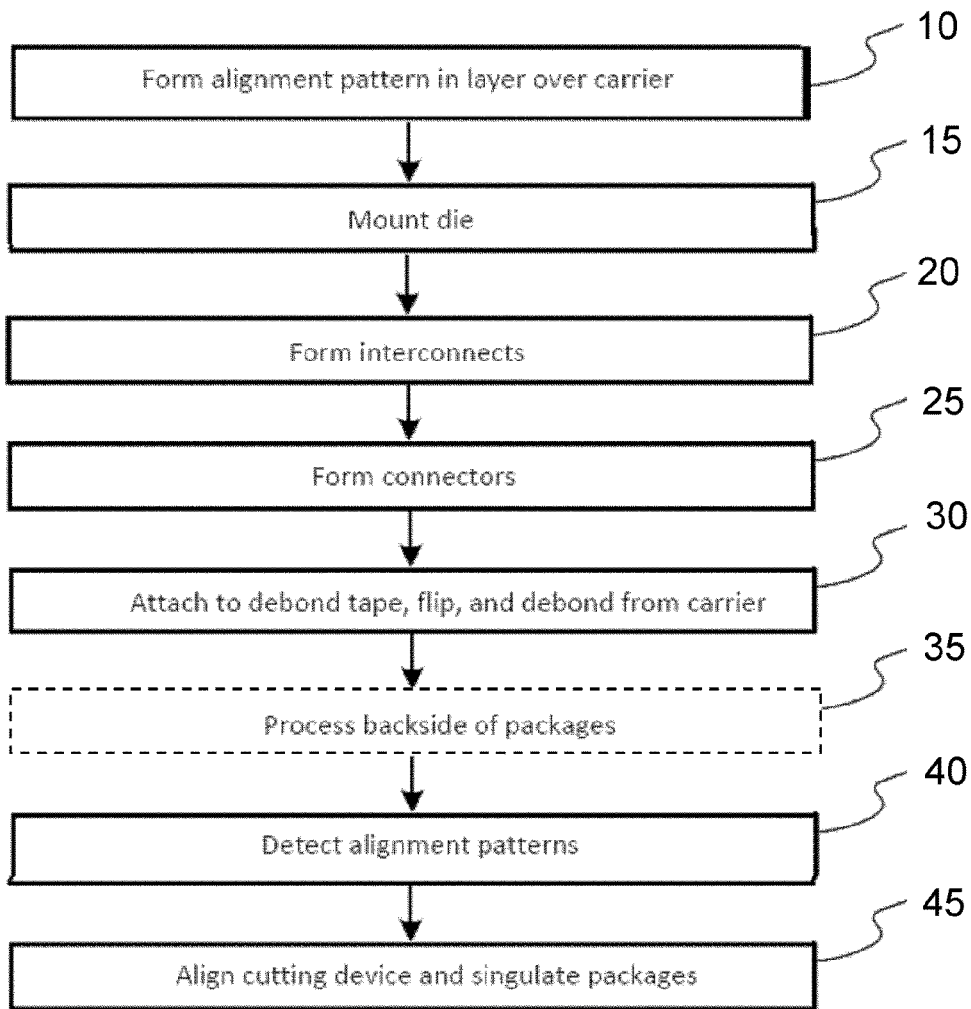 10
Form alignment pattern in layer over carrier
15
Mount die
20
Form interconnects
25
Form connectors
30
Attach to debond tape, flip, and debond from carrier
35
Process backside of packages
40
Detect alignment patterns
45
Align cutting device and singulate packages